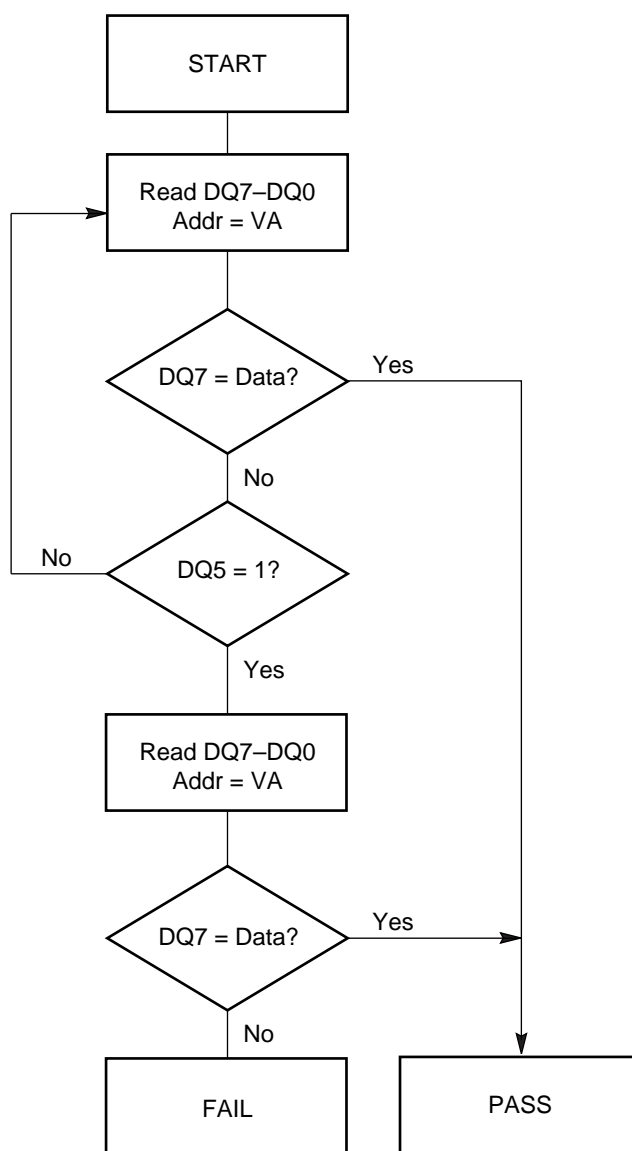 START
Read DQ7–DQ0
Addr = VA
DQ7 = Data?
Yes
No
No
DQ5 = 1?
Yes
Read DQ7–DQ0
Addr = VA
DQ7 = Data?
Yes
No
FAIL
PASS